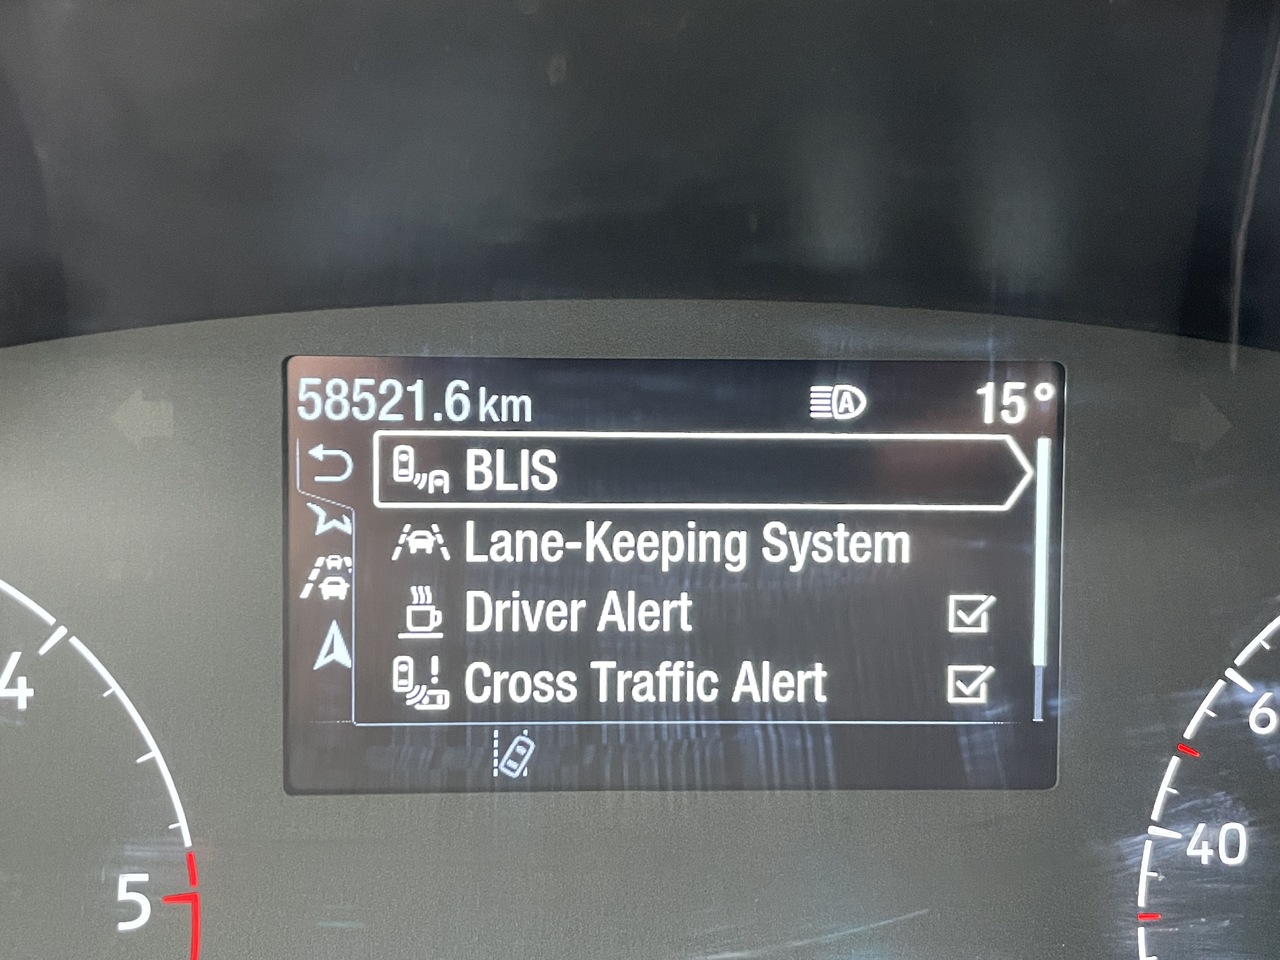 58521.6 km A 15°
BLIS
Lane-Keeping System
Driver Alert
Cross Traffic Alert
4
5
6
40